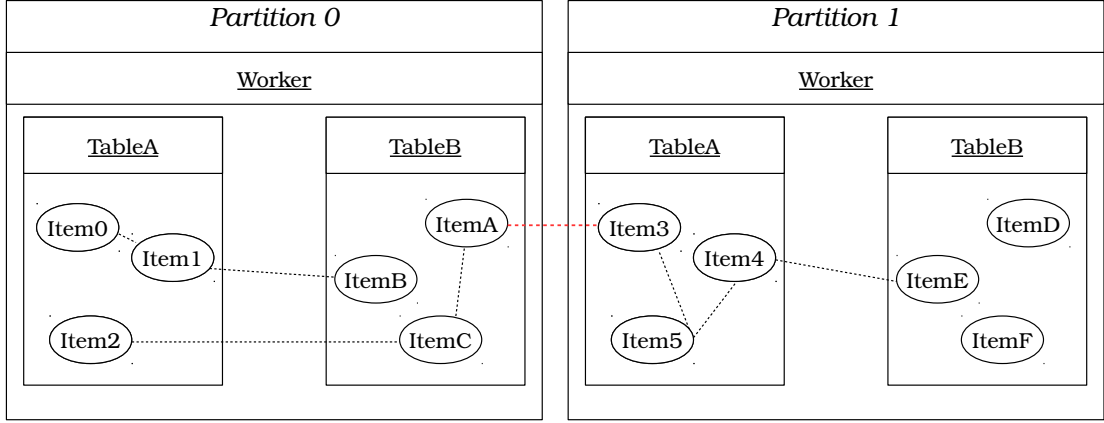 Partition 0
Worker
TableA
Item0
Item1
Item2
TableB
ItemA
ItemB
ItemC
Partition 1
Worker
TableA
Item3
Item4
Item5
TableB
ItemD
ItemE
ItemF